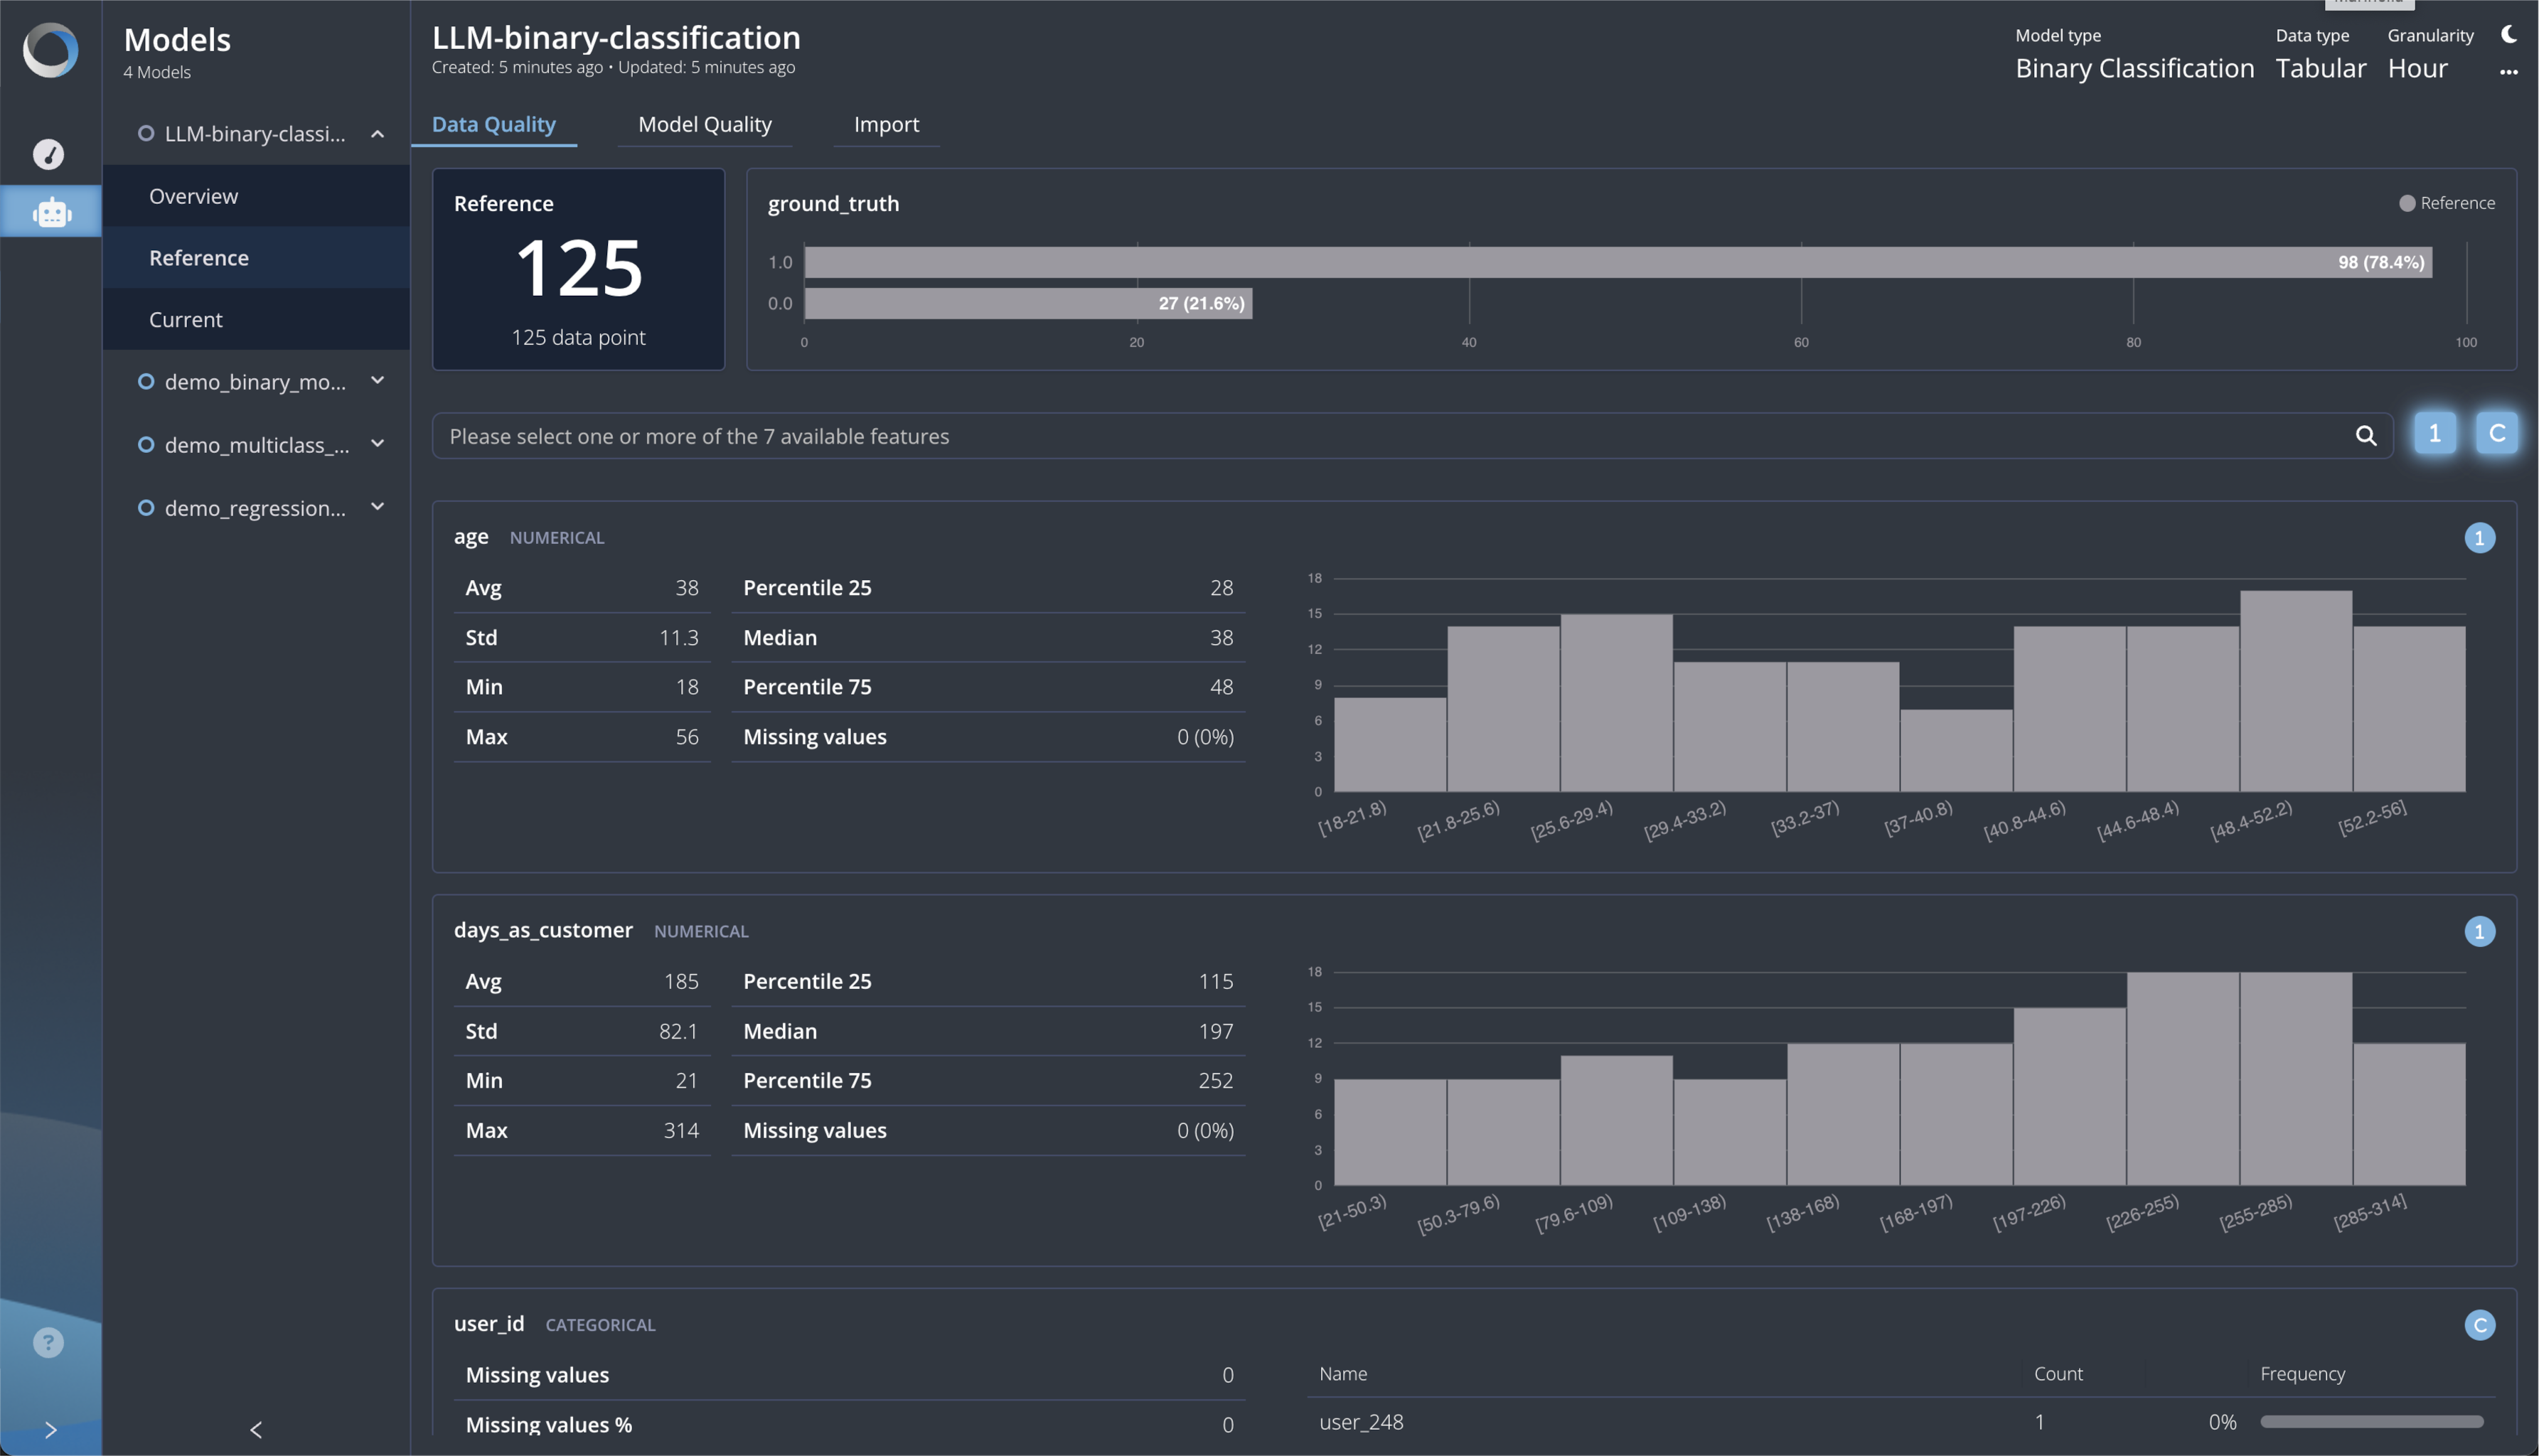 Models
4 Models
LLM-binary-classi...
Overview
Reference
Current
demo_binary_mo...
demo_multiclass_...
demo_regression...
?
LLM-binary-classification
Created: 5 minutes ago • Updated: 5 minutes ago
Model type
Binary Classification
Data type
Tabular
Granularity
Hour
Data Quality
Model Quality
Import
Reference
125
125 data point
ground_truth
Reference
1.0
98 (78.4%)
0.0
27 (21.6%)
0 20 40 60 80 100
Please select one or more of the 7 available features
1
C
age NUMERICAL
1
Avg 38 Percentile 25 28
Std 11.3 Median 38
Min 18 Percentile 75 48
Max 56 Missing values 0 (0%)
18
15
12
9
6
3
0
[18-21.8) [21.8-25.6) [25.6-29.4) [29.4-33.2) [33.2-37) [37-40.8) [40.8-44.6) [44.6-48.4) [48.4-52.2) [52.2-56]
days_as_customer NUMERICAL
1
Avg 185 Percentile 25 115
Std 82.1 Median 197
Min 21 Percentile 75 252
Max 314 Missing values 0 (0%)
18
15
12
9
6
3
0
[21-50.3) [50.3-79.6) [79.6-109) [109-138) [138-168) [168-197) [197-226) [226-255) [255-285) [285-314]
user_id CATEGORICAL
C
Missing values 0
Missing values % 0
Name Count Frequency
user_248 1 0%